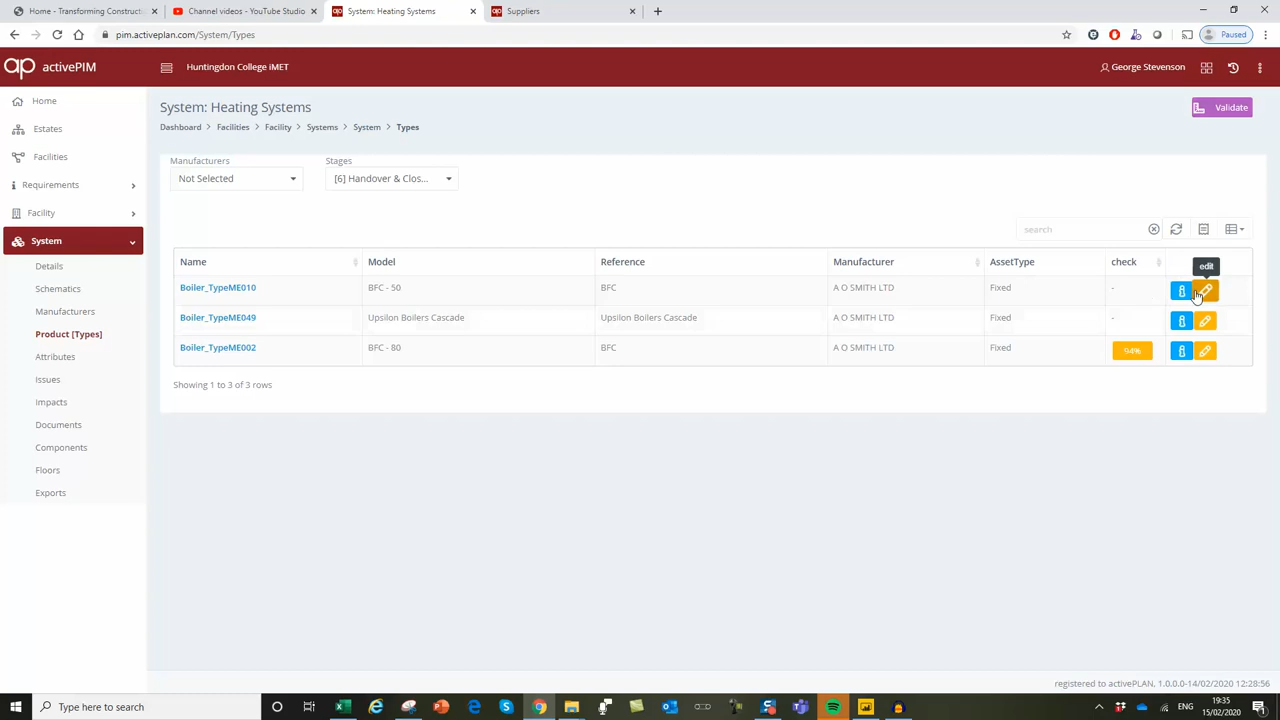 Home - Transforming Constructi
Channel videos - YouTube Studio
System: Heating Systems
Suppliers
pim.activeplan.com/System/Types
Paused
ap activePIM
Huntingdon College iMET
George Stevenson
Home
Estates
Facilities
Requirements
Facility
System
Details
Schematics
Manufacturers
Product [Types]
Attributes
Issues
Impacts
Documents
Components
Floors
Exports
System: Heating Systems
Validate
Dashboard > Facilities > Facility > Systems > System > Types
Manufacturers Stages
Not Selected [6] Handover & Clos...
search
Name Model Reference Manufacturer AssetType check
edit
Boiler_TypeME010 BFC - 50 BFC A O SMITH LTD Fixed -
Boiler_TypeME049 Upsilon Boilers Cascade Upsilon Boilers Cascade A O SMITH LTD Fixed -
Boiler_TypeME002 BFC - 80 BFC A O SMITH LTD Fixed 94%
Showing 1 to 3 of 3 rows
registered to activePLAN, 1.0.0.0-14/02/2020 12:28:56
Type here to search
ENG
19:35
15/02/2020